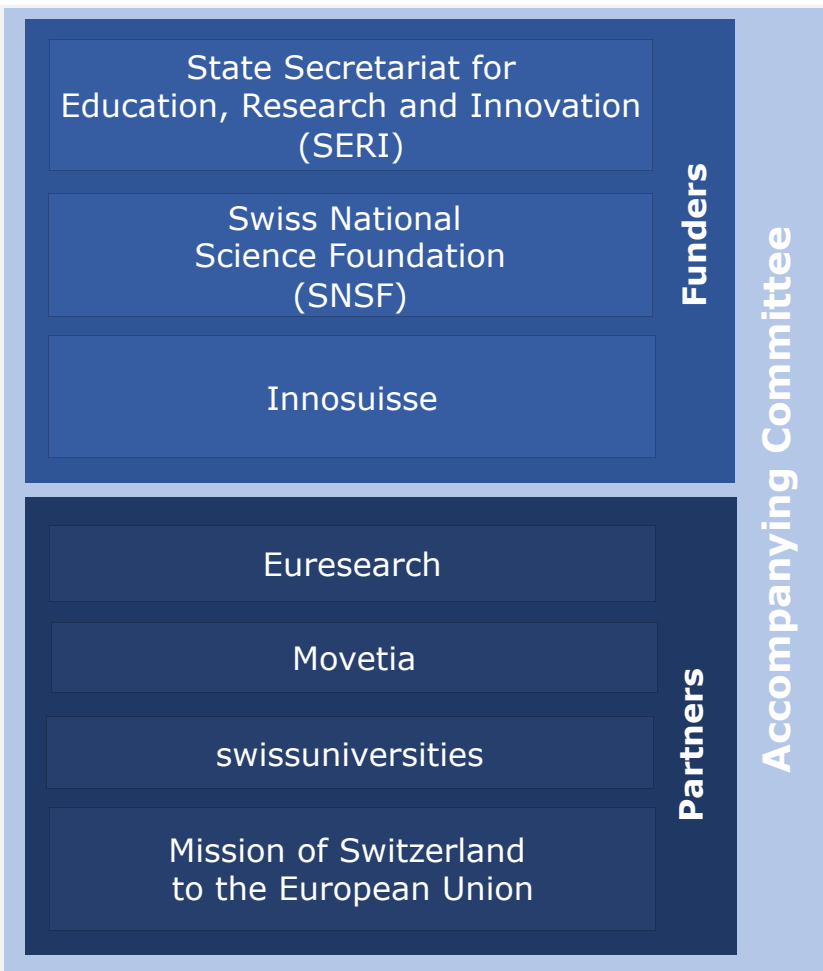 State Secretariat for
Education, Research and Innovation
(SERI)
Swiss National
Science Foundation
(SNSF)
Innosuisse
Funders
Euresearch
Movetia
swissuniversities
Mission of Switzerland
to the European Union
Partners
Accompanying Committee